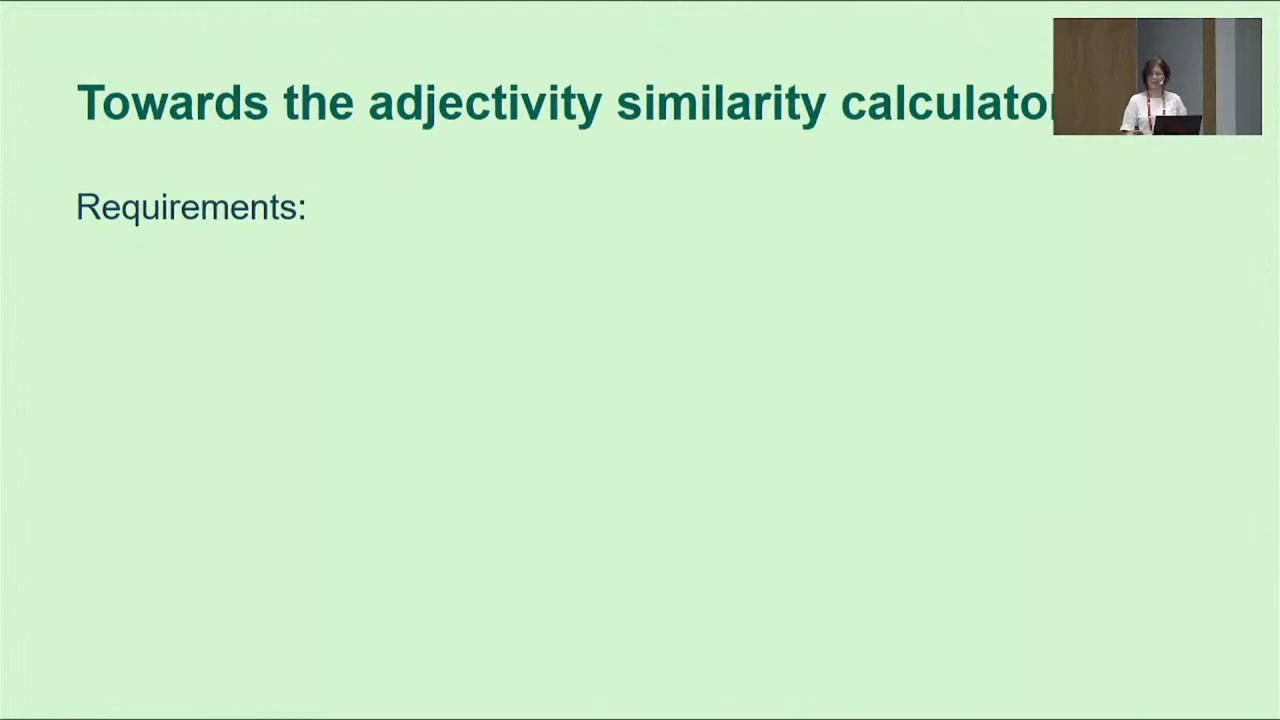 Towards the adjectivity similarity calculator
Requirements: